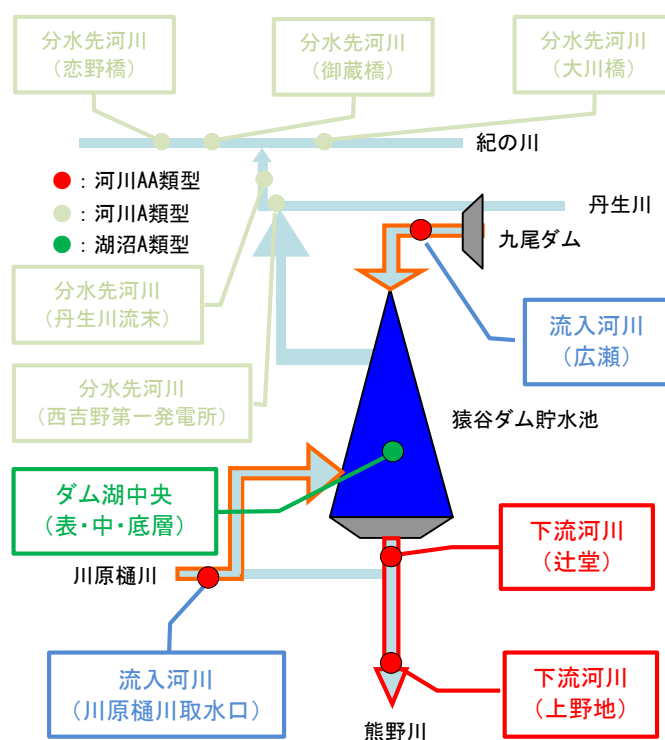 分水先河川
(恋野橋)
分水先河川
(御蔵橋)
分水先河川
(大川橋)
紀の川
●：河川AA類型
●：河川A類型
●：湖沼A類型
丹生川
九尾ダム
分水先河川
(丹生川流末)
流入河川
(広瀬)
分水先河川
(西吉野第一発電所)
猿谷ダム貯水池
ダム湖中央
(表・中・底層)
下流河川
(辻堂)
川原樋川
流入河川
(川原樋川取水口)
下流河川
(上野地)
熊野川